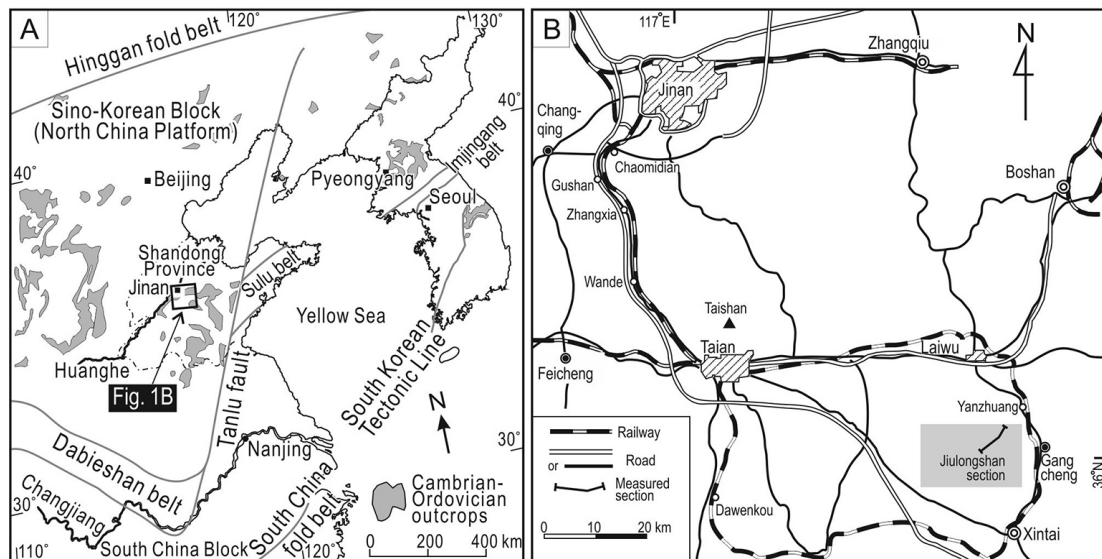 A
120°
130°
Hinggan fold belt
Sino-Korean Block
(North China Platform)
40°
40°
Beijing
Pyeongyang
Imjingang belt
Seoul
Shandong
Province
Jinan
Sulu belt
Yellow Sea
Huanghe
Fig. 1B
Tanlu fault
South Korean
Tectonic Line
N
30°
Dabieshan belt
Nanjing
Changjiang
South China
fold belt
Cambrian-
Ordovician
outcrops
30°
110°
South China Block
120°
0 200 400 km
B
117°E
N
Zhangqiu
Jinan
Chang-
qing
Chaomidian
Gushan
Boshan
Zhangxia
Wande
Taishan
Taian
Laiwu
Feicheng
Yanzhuang
Railway
Road
or
Measured
section
0 10 20 km
Jiulongshan
section
Gang
cheng
36°N
Dawenkou
Xintai